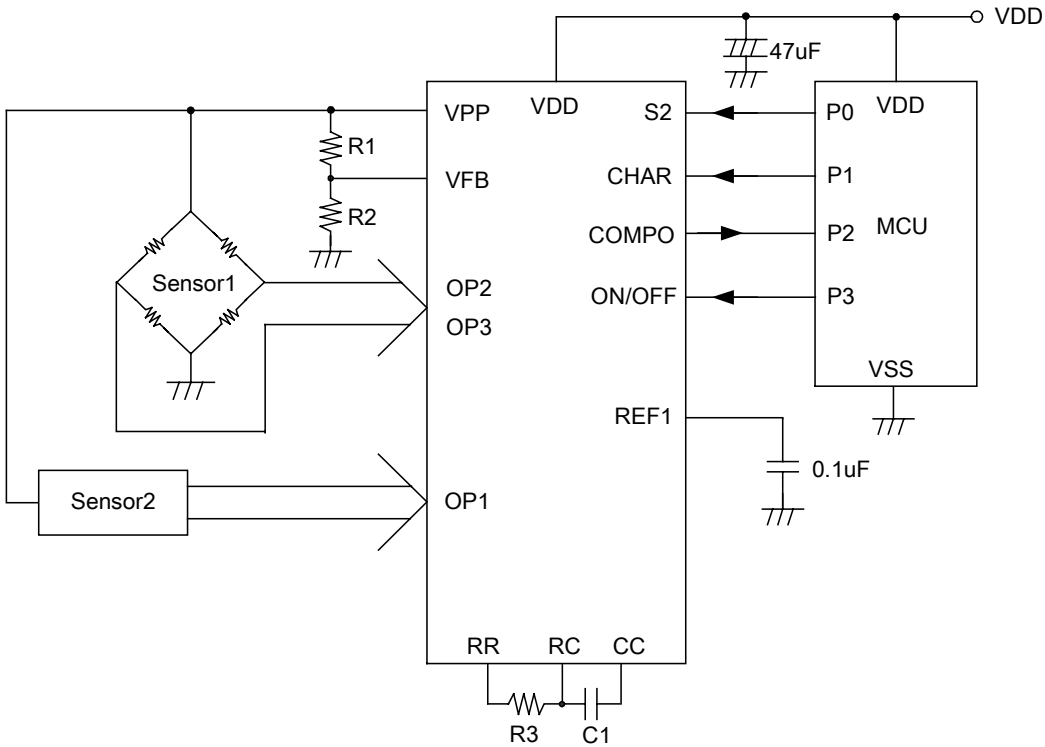 VDD
47uF
VPP
VDD
S2
P0
VDD
R1
VFB
CHAR
P1
R2
COMPO
P2
MCU
Sensor1
OP2
ON/OFF
P3
OP3
VSS
REF1
0.1uF
Sensor2
OP1
RR
RC
CC
R3
C1